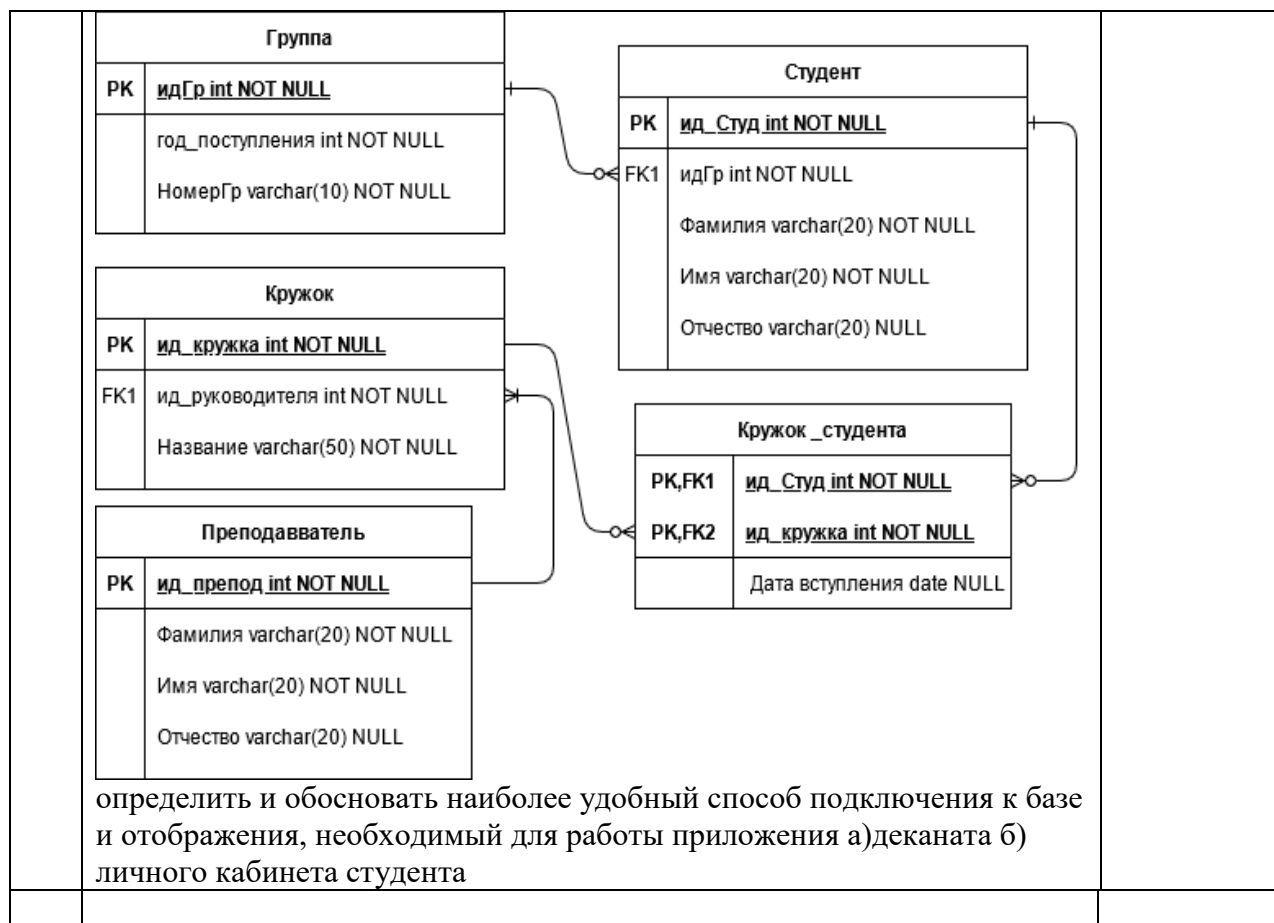 Группа
PK идГр int NOT NULL
год_поступления int NOT NULL
НомерГр varchar(10) NOT NULL
Студент
PK ид_Студ int NOT NULL
FK1 идГр int NOT NULL
Фамилия varchar(20) NOT NULL
Имя varchar(20) NOT NULL
Отчество varchar(20) NULL
Кружок
PK ид_кружка int NOT NULL
FK1 ид_руководителя int NOT NULL
Название varchar(50) NOT NULL
Кружок _студента
PK,FK1 ид_Студ int NOT NULL
PK,FK2 ид_кружка int NOT NULL
Дата вступления date NULL
Преподавватель
PK ид_препод int NOT NULL
Фамилия varchar(20) NOT NULL
Имя varchar(20) NOT NULL
Отчество varchar(20) NULL
определить и обосновать наиболее удобный способ подключения к базе
и отображения, необходимый для работы приложения а)деканата б)
личного кабинета студента